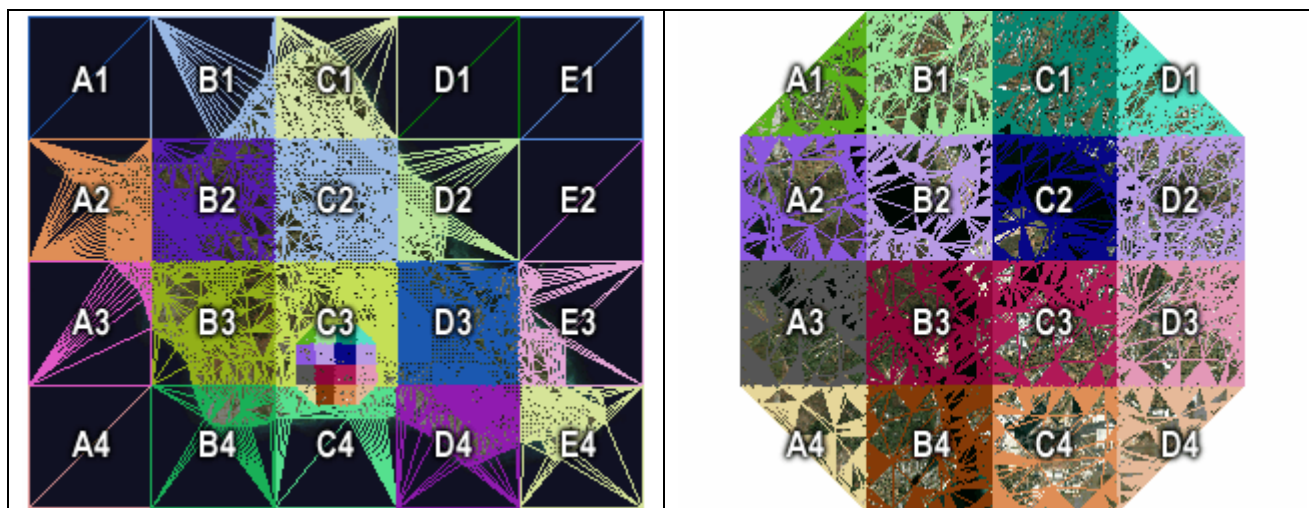 A1 B1 C1 D1 E1
A2 B2 C2 D2 E2
A3 B3 C3 D3 E3
A4 B4 C4 D4 E4
A1 B1 C1 D1
A2 B2 C2 D2
A3 B3 C3 D3
A4 B4 C4 D4